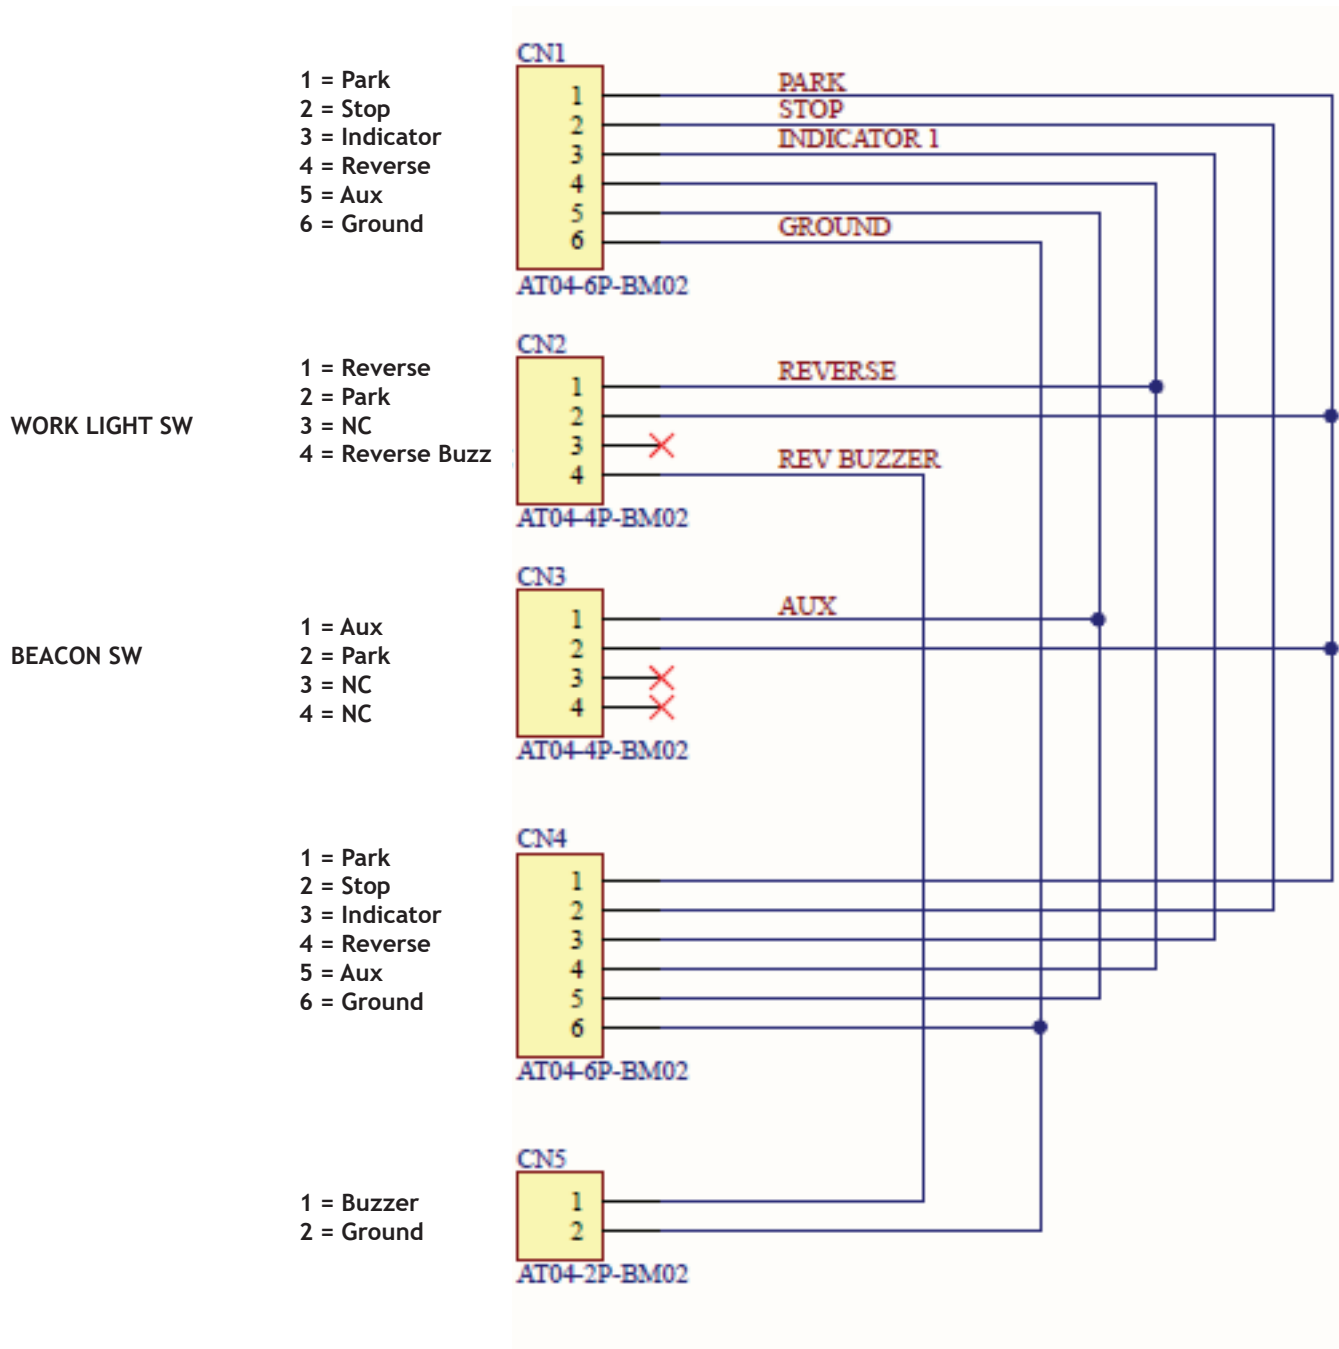 CN1
1 = Park
2 = Stop
3 = Indicator
4 = Reverse
5 = Aux
6 = Ground
1 PARK
2 STOP
3 INDICATOR 1
4
5
6 GROUND
AT04-6P-BM02
CN2
WORK LIGHT SW
1 = Reverse
2 = Park
3 = NC
4 = Reverse Buzz
1 REVERSE
2
3
4 REV BUZZER
AT04-4P-BM02
CN3
BEACON SW
1 = Aux
2 = Park
3 = NC
4 = NC
1 AUX
2
3
4
AT04-4P-BM02
CN4
1 = Park
2 = Stop
3 = Indicator
4 = Reverse
5 = Aux
6 = Ground
1
2
3
4
5
6
AT04-6P-BM02
CN5
1 = Buzzer
2 = Ground
1
2
AT04-2P-BM02